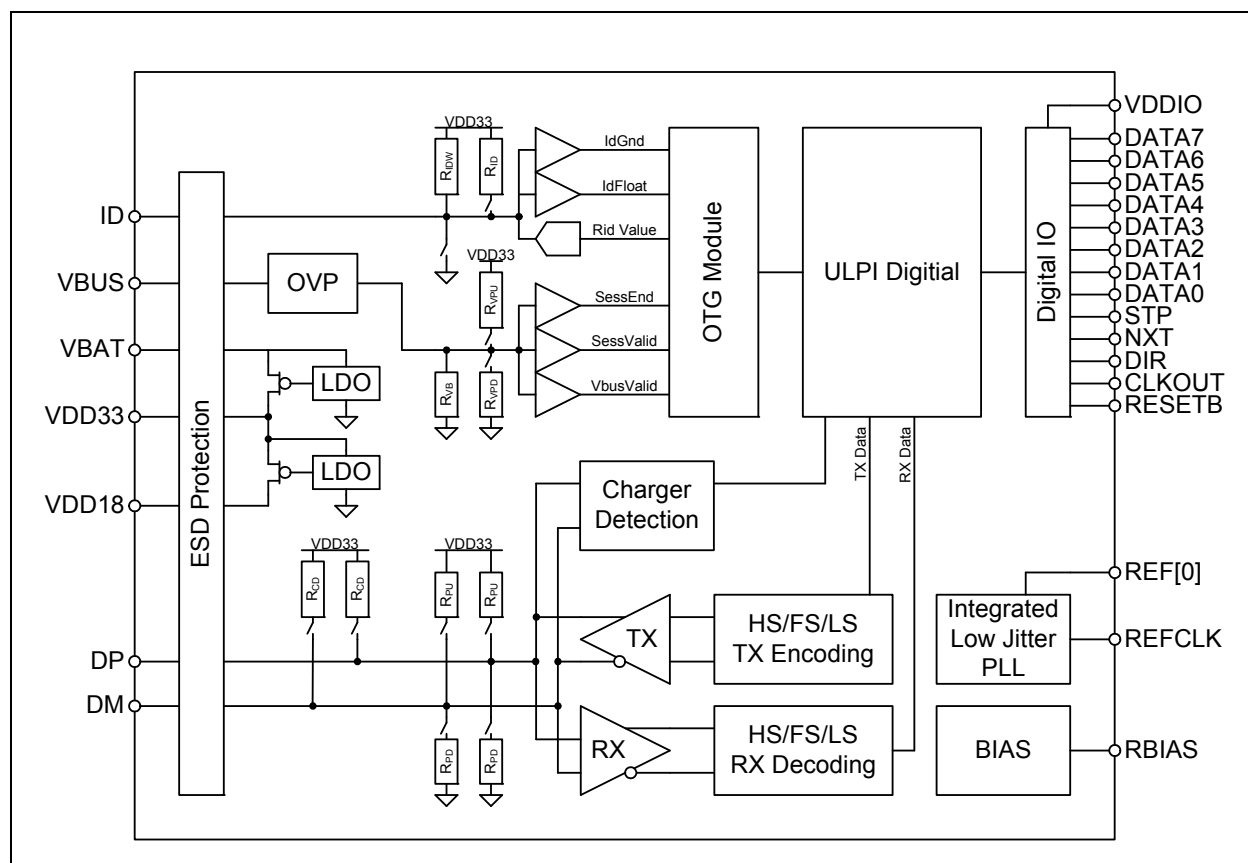 VDD33
RIDW
RID
IdGnd
IdFloat
Rid Value
ID
VBUS
OVP
VDD33
RVPU
SessEnd
SessValid
VbusValid
RVB
RVPD
OTG Module
ULPI Digitial
Digital IO
VDDIO
DATA7
DATA6
DATA5
DATA4
DATA3
DATA2
DATA1
DATA0
STP
NXT
DIR
CLKOUT
RESETB
VBAT
LDO
VDD33
LDO
VDD18
ESD Protection
Charger
Detection
TX Data
RX Data
VDD33
RCD
RCD
VDD33
RPU
RPU
DP
DM
RPD
RPD
TX
HS/FS/LS
TX Encoding
RX
HS/FS/LS
RX Decoding
REF[0]
Integrated
Low Jitter
PLL
REFCLK
BIAS
RBIAS